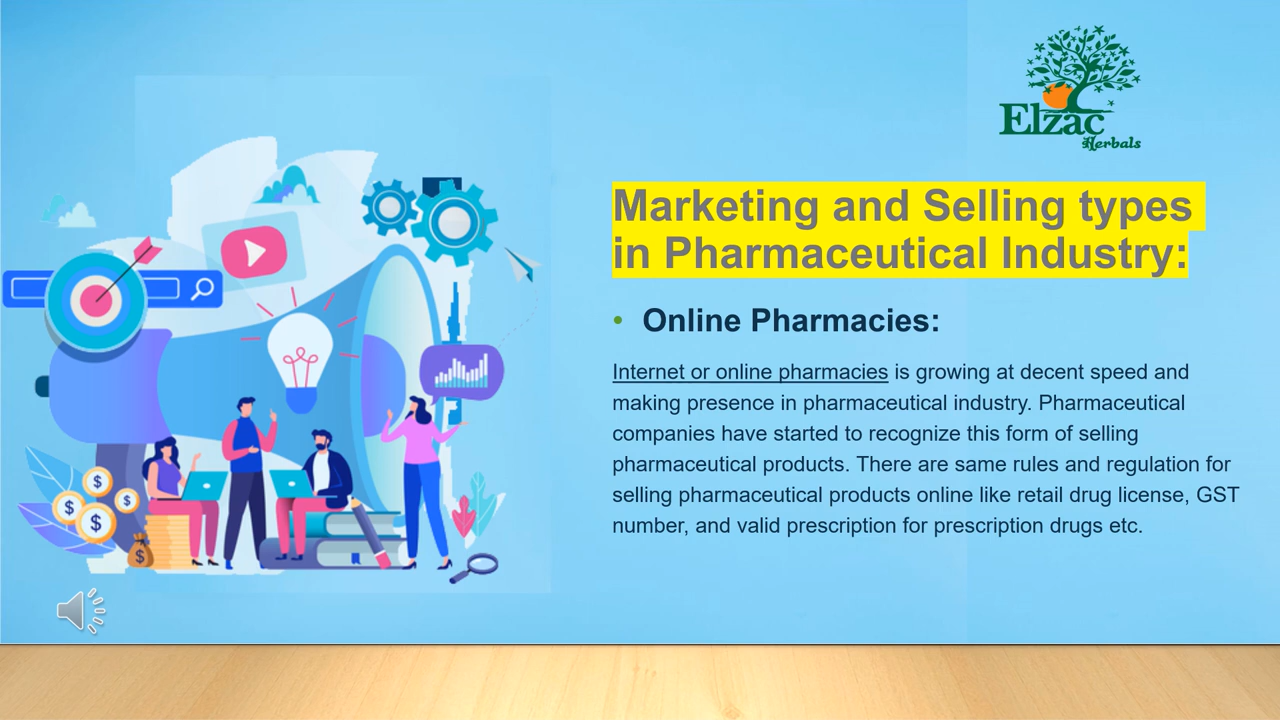 Elzac
Herbals
Marketing and Selling types
in Pharmaceutical Industry:
• Online Pharmacies:
Internet or online pharmacies is growing at decent speed and
making presence in pharmaceutical industry. Pharmaceutical
companies have started to recognize this form of selling
pharmaceutical products. There are same rules and regulation for
selling pharmaceutical products online like retail drug license, GST
number, and valid prescription for prescription drugs etc.
$
$
$
$
$